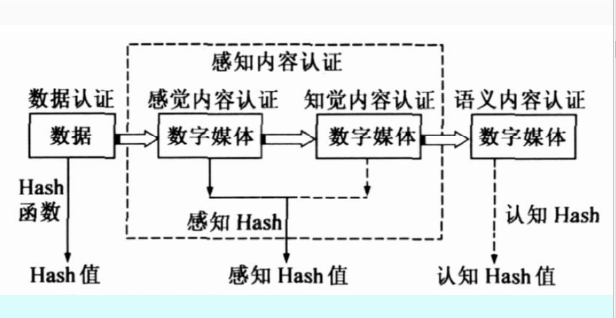 感知内容认证
数据认证 感觉内容认证 知觉内容认证 语义内容认证
数据 数字媒体 数字媒体 数字媒体
Hash
函数
感知 Hash
认知 Hash
Hash 值 感知 Hash 值 认知 Hash 值